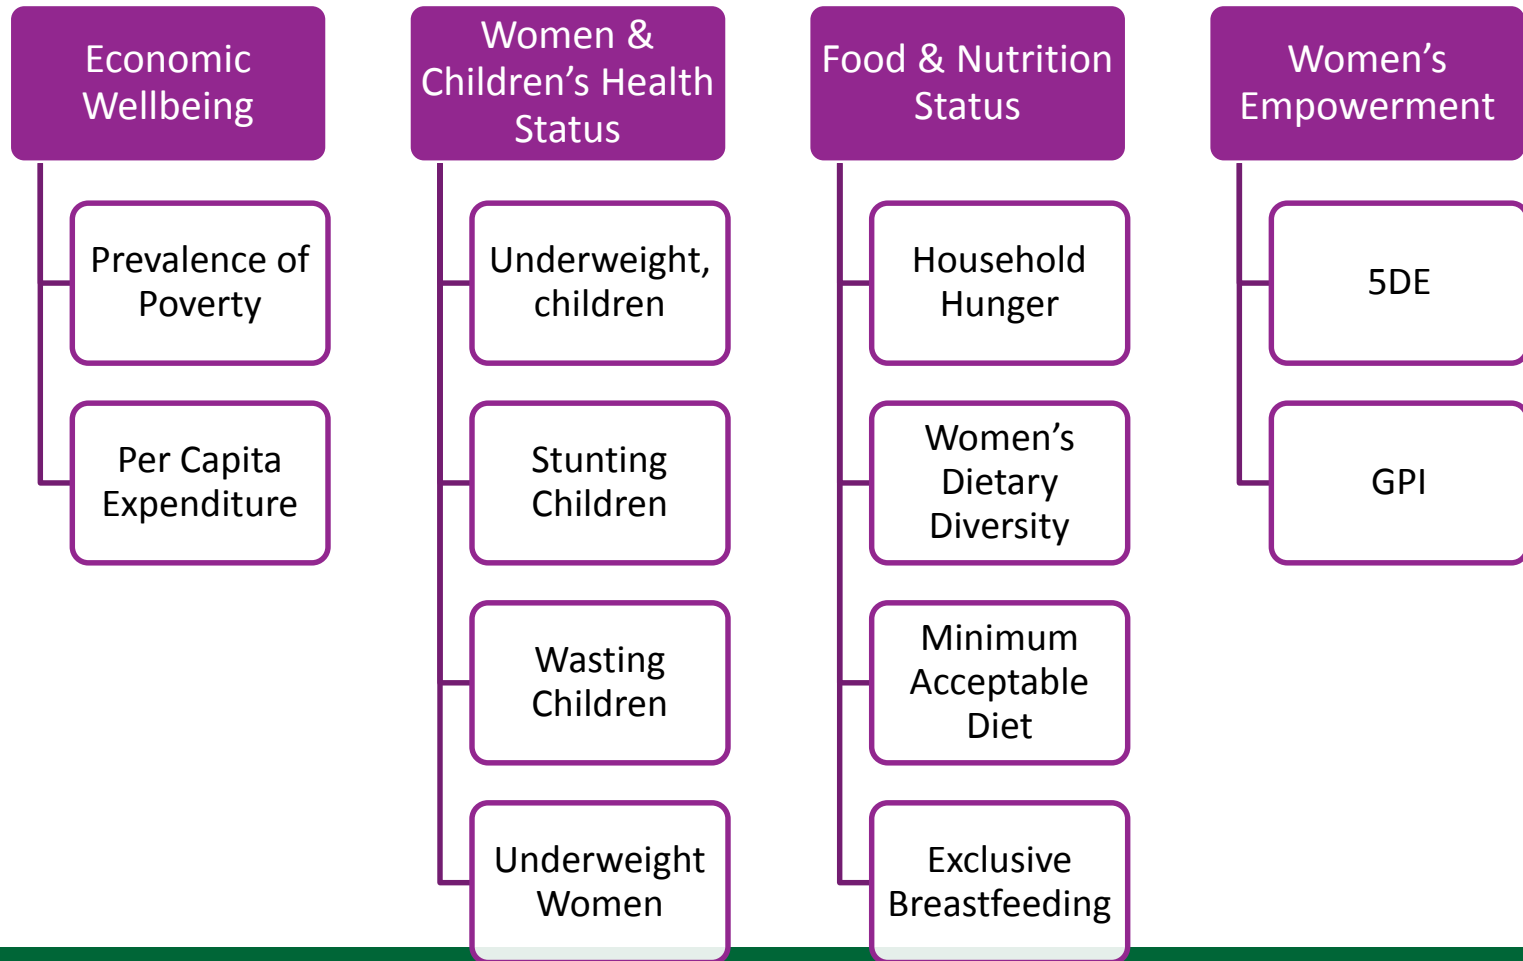 Economic
Wellbeing
Prevalence of
Poverty
Per Capita
Expenditure
Women &
Children’s Health
Status
Underweight,
children
Stunting
Children
Wasting
Children
Underweight
Women
Food & Nutrition
Status
Household
Hunger
Women’s
Dietary
Diversity
Minimum
Acceptable
Diet
Exclusive
Breastfeeding
Women’s
Empowerment
5DE
GPI